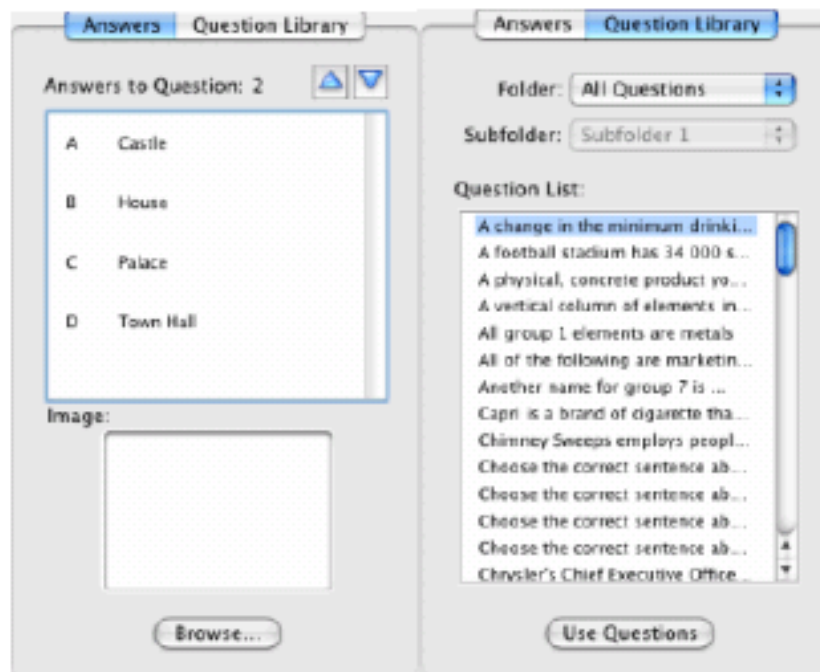 Answers Question Library
Answers to Question: 2
A Castle
B House
C Palace
D Town Hall
Image:
Browse...
Answers Question Library
Folder: All Questions
Subfolder: Subfolder 1
Question List:
A change in the minimum drinki...
A football stadium has 34 000 s...
A physical, concrete product yo...
A vertical column of elements in...
All group 1 elements are metals
All of the following are marketin...
Another name for group 7 is ...
Capri is a brand of cigarette tha...
Chimney Sweeps employs peopl...
Choose the correct sentence ab...
Choose the correct sentence ab...
Choose the correct sentence ab...
Choose the correct sentence ab...
Chrysler's Chief Executive Office...
Use Questions